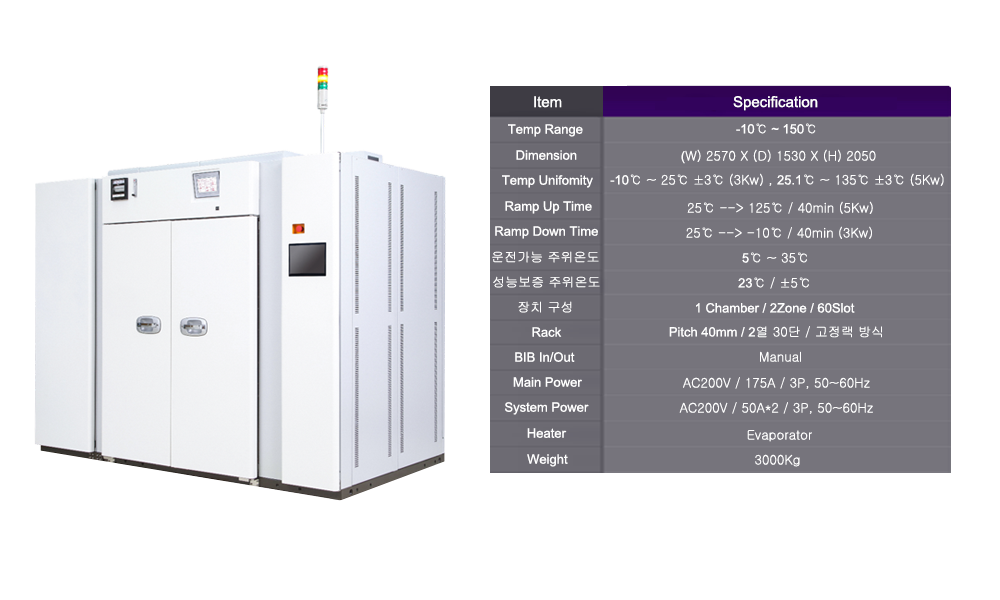 Item Specification
Temp Range -10℃ ~ 150℃
Dimension (W) 2570 X (D) 1530 X (H) 2050
Temp Unifomity -10℃ ~ 25℃ ±3℃ (3Kw) , 25.1℃ ~ 135℃ ±3℃ (5Kw)
Ramp Up Time 25℃ --> 125℃ / 40min (5Kw)
Ramp Down Time 25℃ --> -10℃ / 40min (3Kw)
운전가능 주위온도 5℃ ~ 35℃
성능보증 주위온도 23℃ / ±5℃
장치 구성 1 Chamber / 2Zone / 60Slot
Rack Pitch 40mm / 2열 30단 / 고정랙 방식
BIB In/Out Manual
Main Power AC200V / 175A / 3P, 50~60Hz
System Power AC200V / 50A*2 / 3P, 50~60Hz
Heater Evaporator
Weight 3000Kg